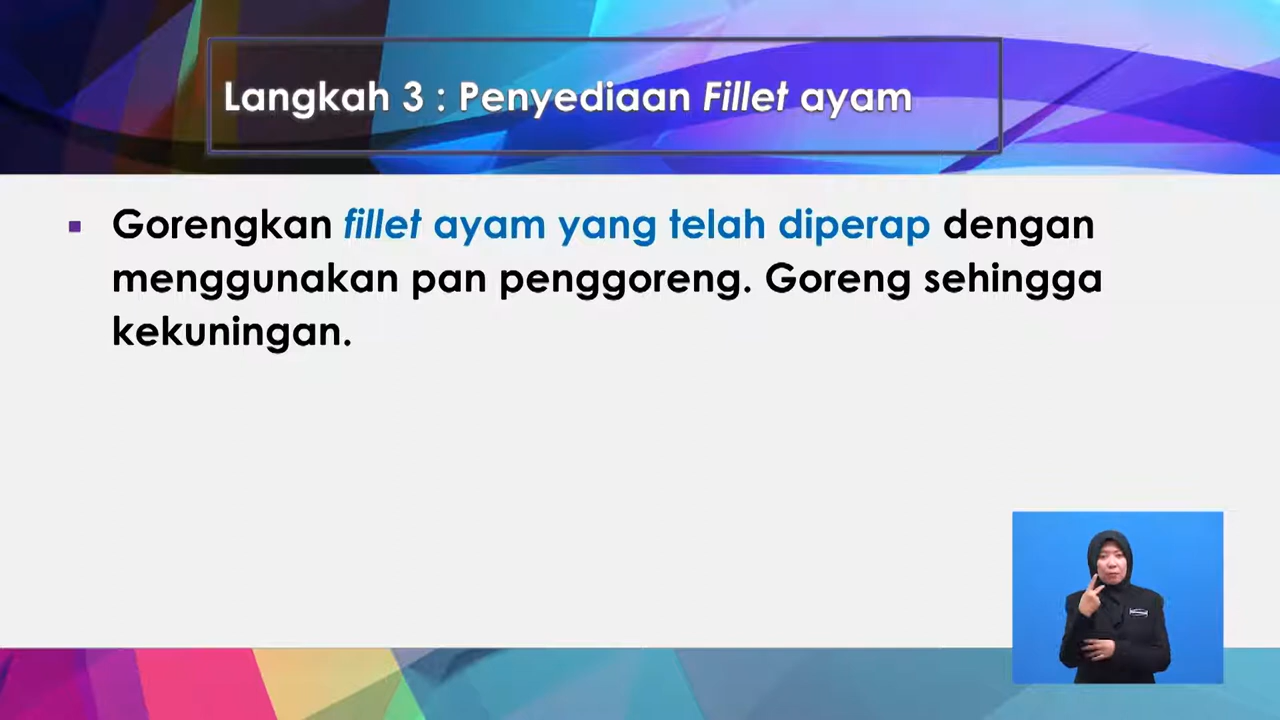 Langkah 3 : Penyediaan Fillet ayam
Gorengkan fillet ayam yang telah diperap dengan
menggunakan pan penggoreng. Goreng sehingga
kekuningan.